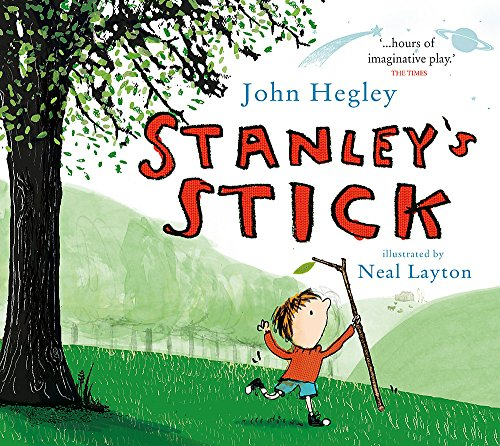 '...hours of
imaginative play.'
THE TIMES
John Hegley
STANLEY'S
STICK
illustrated by
Neal Layton